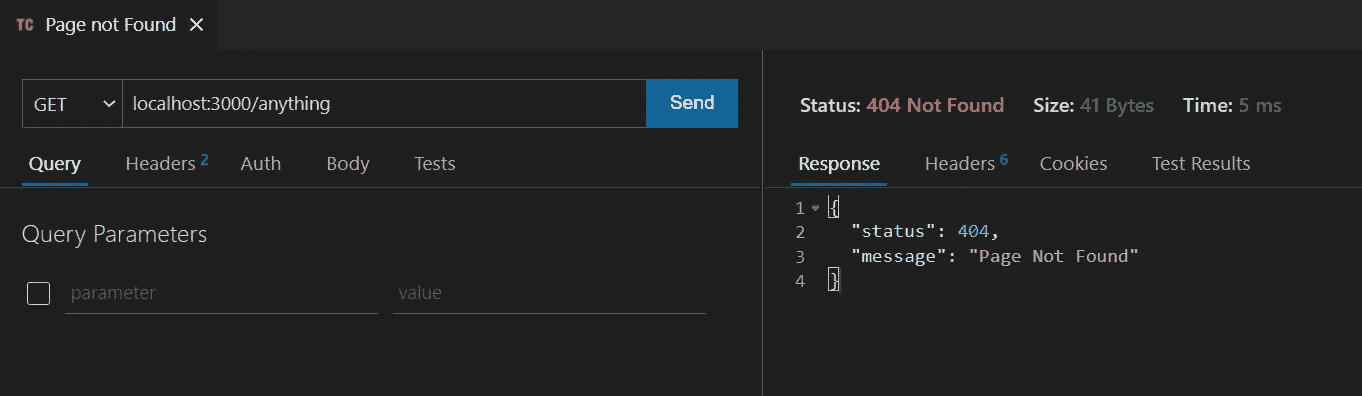 TC Page not Found
GET localhost:3000/anything Send
Query Headers 2 Auth Body Tests
Query Parameters
parameter value
Status: 404 Not Found Size: 41 Bytes Time: 5 ms
Response Headers 6 Cookies Test Results
1 {
2 "status": 404,
3 "message": "Page Not Found"
4 }